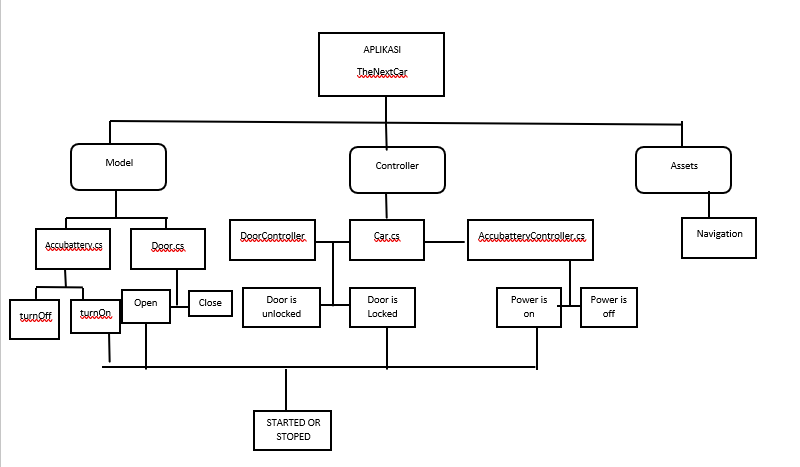 APLIKASI
TheNextCar
Model
Controller
Assets
Accubattery.cs
Door.cs
DoorController
Car.cs
AccubatteryController.cs
Navigation
turnOff
turnOn
Open
Close
Door is
unlocked
Door is
Locked
Power is
on
Power is
off
STARTED OR
STOPED